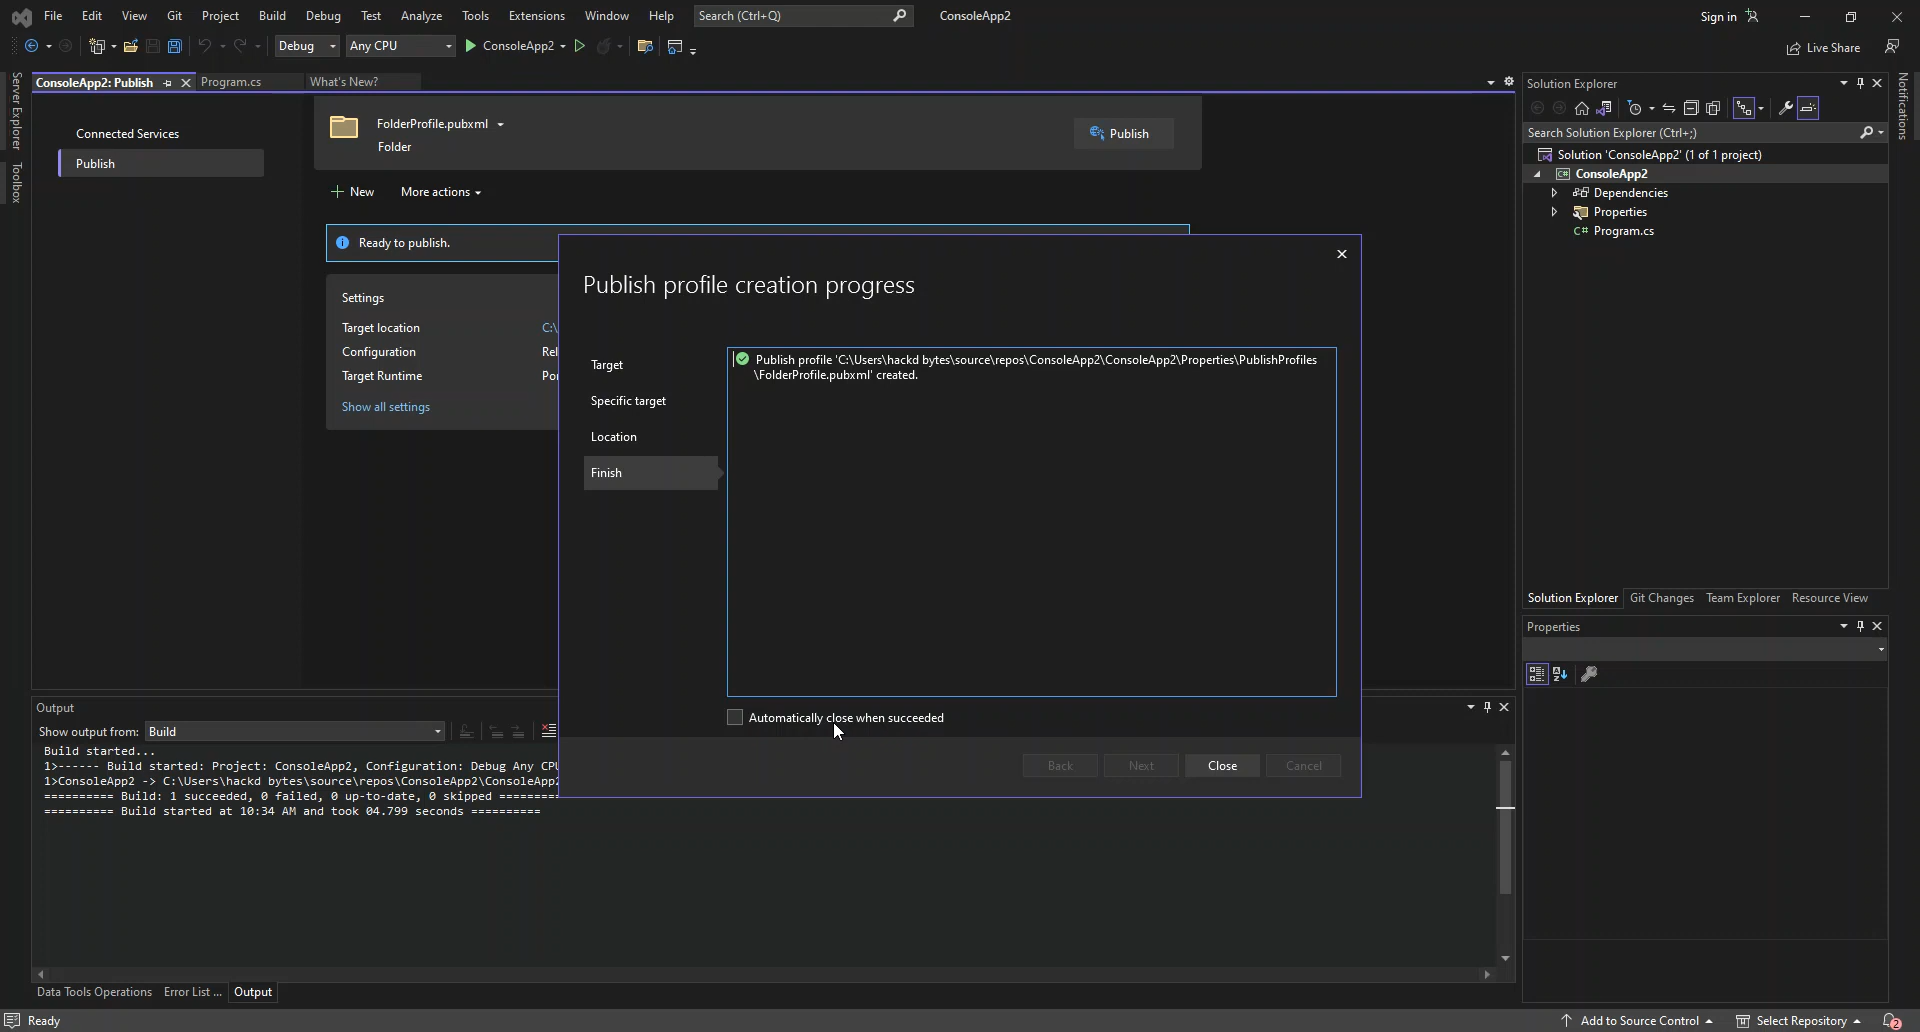 File Edit View Git Project Build Debug Test Analyze Tools Extensions Window Help Search (Ctrl+Q) ConsoleApp2 Sign in
Debug Any CPU ConsoleApp2 Live Share
Server Explorer
Toolbox
ConsoleApp2: Publish Program.cs What's New?
Connected Services
Publish
FolderProfile.pubxml
Folder
Publish
New More actions
Ready to publish.
Settings
Target location C:\
Configuration Rel
Target Runtime Por
Show all settings
Publish profile creation progress
Target
Specific target
Location
Finish
Publish profile 'C:\Users\hackd bytes\source\repos\ConsoleApp2\ConsoleApp2\Properties\PublishProfiles
\FolderProfile.pubxml' created.
Automatically close when succeeded
Back Next Close Cancel
Solution Explorer
Search Solution Explorer (Ctrl+;)
Solution 'ConsoleApp2' (1 of 1 project)
C# ConsoleApp2
Dependencies
Properties
C# Program.cs
Solution Explorer Git Changes Team Explorer Resource View
Properties
Notifications
Output
Show output from: Build
Build started...
1>------ Build started: Project: ConsoleApp2, Configuration: Debug Any CPU
1>ConsoleApp2 -> C:\Users\hackd bytes\source\repos\ConsoleApp2\ConsoleApp2
========== Build: 1 succeeded, 0 failed, 0 up-to-date, 0 skipped ==========
========== Build started at 10:34 AM and took 04.799 seconds ==========
Data Tools Operations Error List ... Output
Ready Add to Source Control Select Repository 2